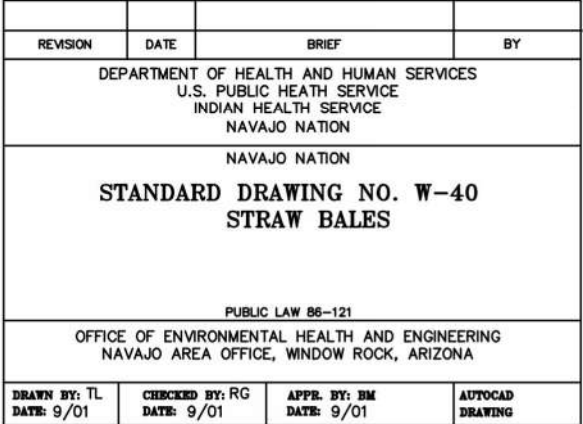 REVISION DATE BRIEF BY
DEPARTMENT OF HEALTH AND HUMAN SERVICES
U.S. PUBLIC HEATH SERVICE
INDIAN HEALTH SERVICE
NAVAJO NATION
NAVAJO NATION
STANDARD DRAWING NO. W-40
STRAW BALES
PUBLIC LAW 86-121
OFFICE OF ENVIRONMENTAL HEALTH AND ENGINEERING
NAVAJO AREA OFFICE, WINDOW ROCK, ARIZONA
DRAWN BY: TL CHECKED BY: RG APPR. BY: BM AUTOCAD
DATE: 9/01 DATE: 9/01 DATE: 9/01 DRAWING